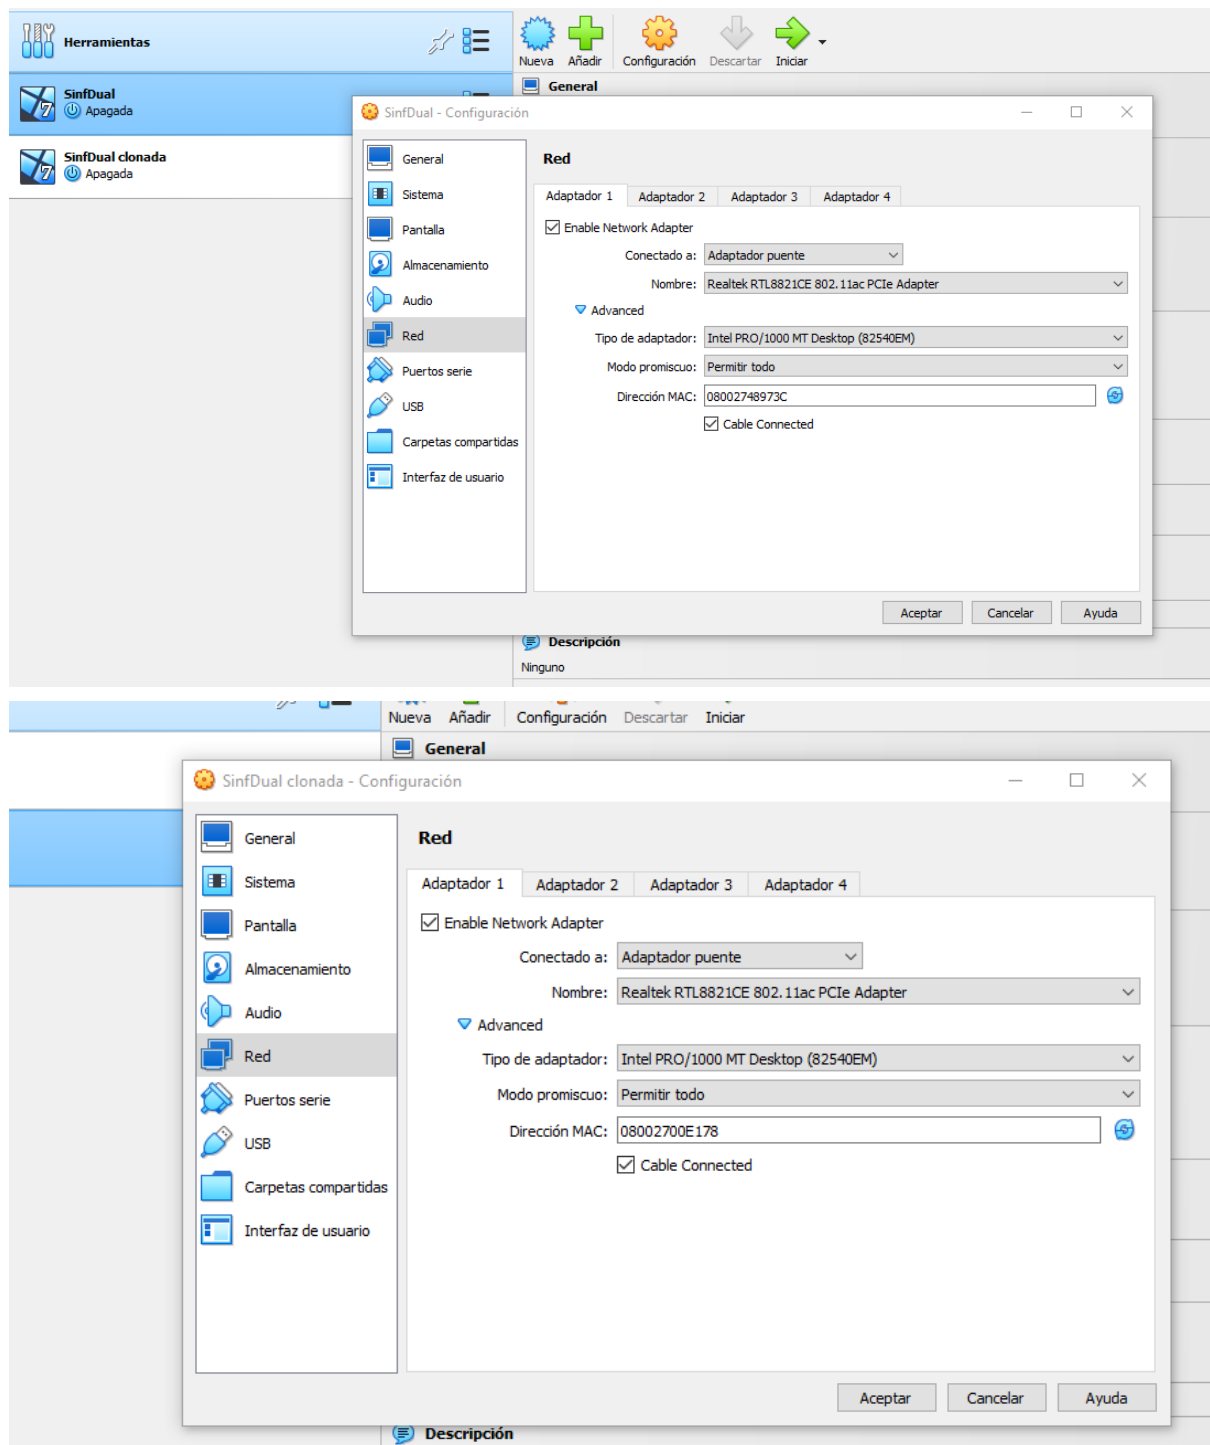 Herramientas
Nueva Añadir Configuración Descartar Iniciar
SinfDual
Apagada
SinfDual clonada
Apagada
General
SinfDual - Configuración
General
Sistema
Pantalla
Almacenamiento
Audio
Red
Puertos serie
USB
Carpetas compartidas
Interfaz de usuario
Red
Adaptador 1 Adaptador 2 Adaptador 3 Adaptador 4
Enable Network Adapter
Conectado a: Adaptador puente
Nombre: Realtek RTL8821CE 802.11ac PCIe Adapter
Advanced
Tipo de adaptador: Intel PRO/1000 MT Desktop (82540EM)
Modo promiscuo: Permitir todo
Dirección MAC: 08002748973C
Cable Connected
Aceptar Cancelar Ayuda
Descripción
Ninguno
Nueva Añadir Configuración Descartar Iniciar
General
SinfDual clonada - Configuración
General
Sistema
Pantalla
Almacenamiento
Audio
Red
Puertos serie
USB
Carpetas compartidas
Interfaz de usuario
Red
Adaptador 1 Adaptador 2 Adaptador 3 Adaptador 4
Enable Network Adapter
Conectado a: Adaptador puente
Nombre: Realtek RTL8821CE 802.11ac PCIe Adapter
Advanced
Tipo de adaptador: Intel PRO/1000 MT Desktop (82540EM)
Modo promiscuo: Permitir todo
Dirección MAC: 08002700E178
Cable Connected
Aceptar Cancelar Ayuda
Descripción